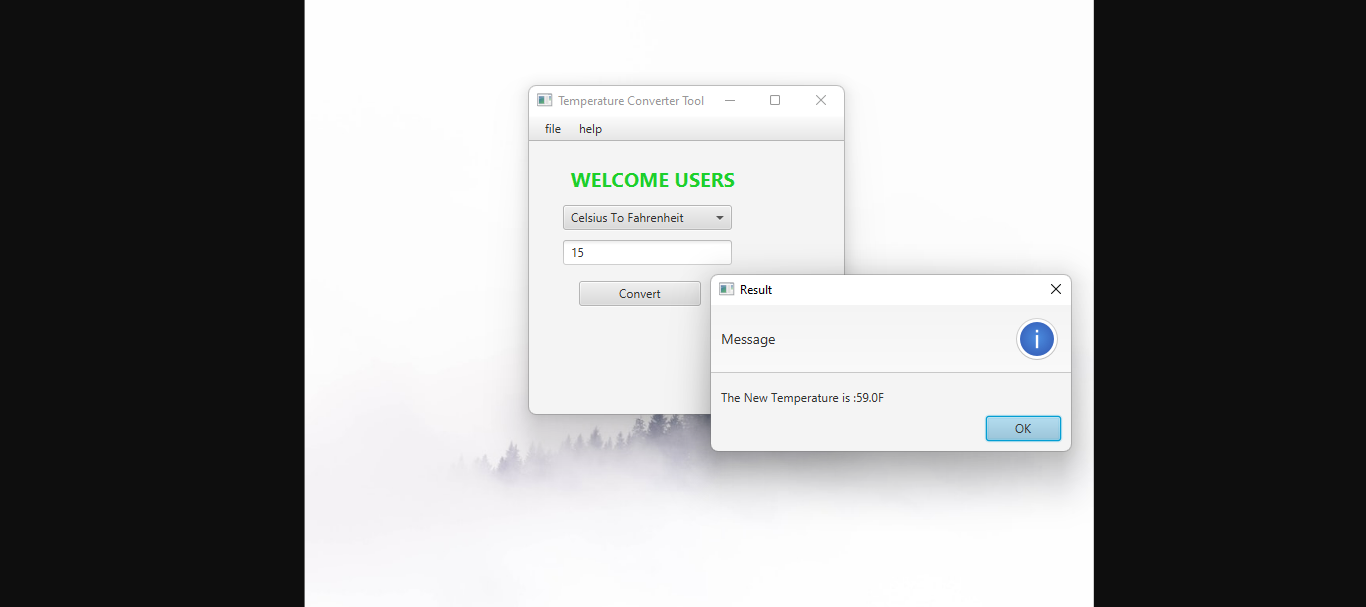 Temperature Converter Tool
file help
WELCOME USERS
Celsius To Fahrenheit
15
Convert
Result
Message
i
The New Temperature is :59.0F
OK